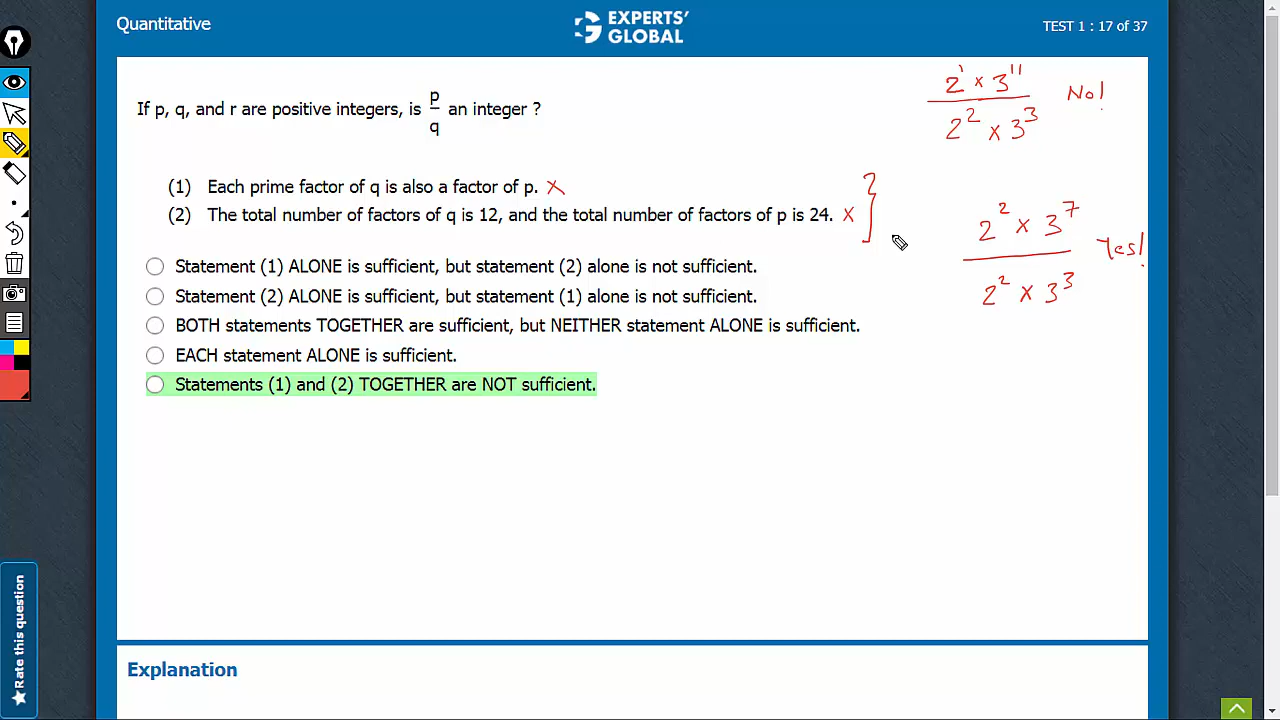 Quantitative
EXPERTS'
GLOBAL
TEST 1 : 17 of 37
If p, q, and r are positive integers, is p/q an integer ?
(1) Each prime factor of q is also a factor of p. X
(2) The total number of factors of q is 12, and the total number of factors of p is 24. X
Statement (1) ALONE is sufficient, but statement (2) alone is not sufficient.
Statement (2) ALONE is sufficient, but statement (1) alone is not sufficient.
BOTH statements TOGETHER are sufficient, but NEITHER statement ALONE is sufficient.
EACH statement ALONE is sufficient.
Statements (1) and (2) TOGETHER are NOT sufficient.
2¹ × 3¹¹
2² × 3³
No!
2² × 3⁷
2² × 3³
Yes!
Explanation
Rate this question